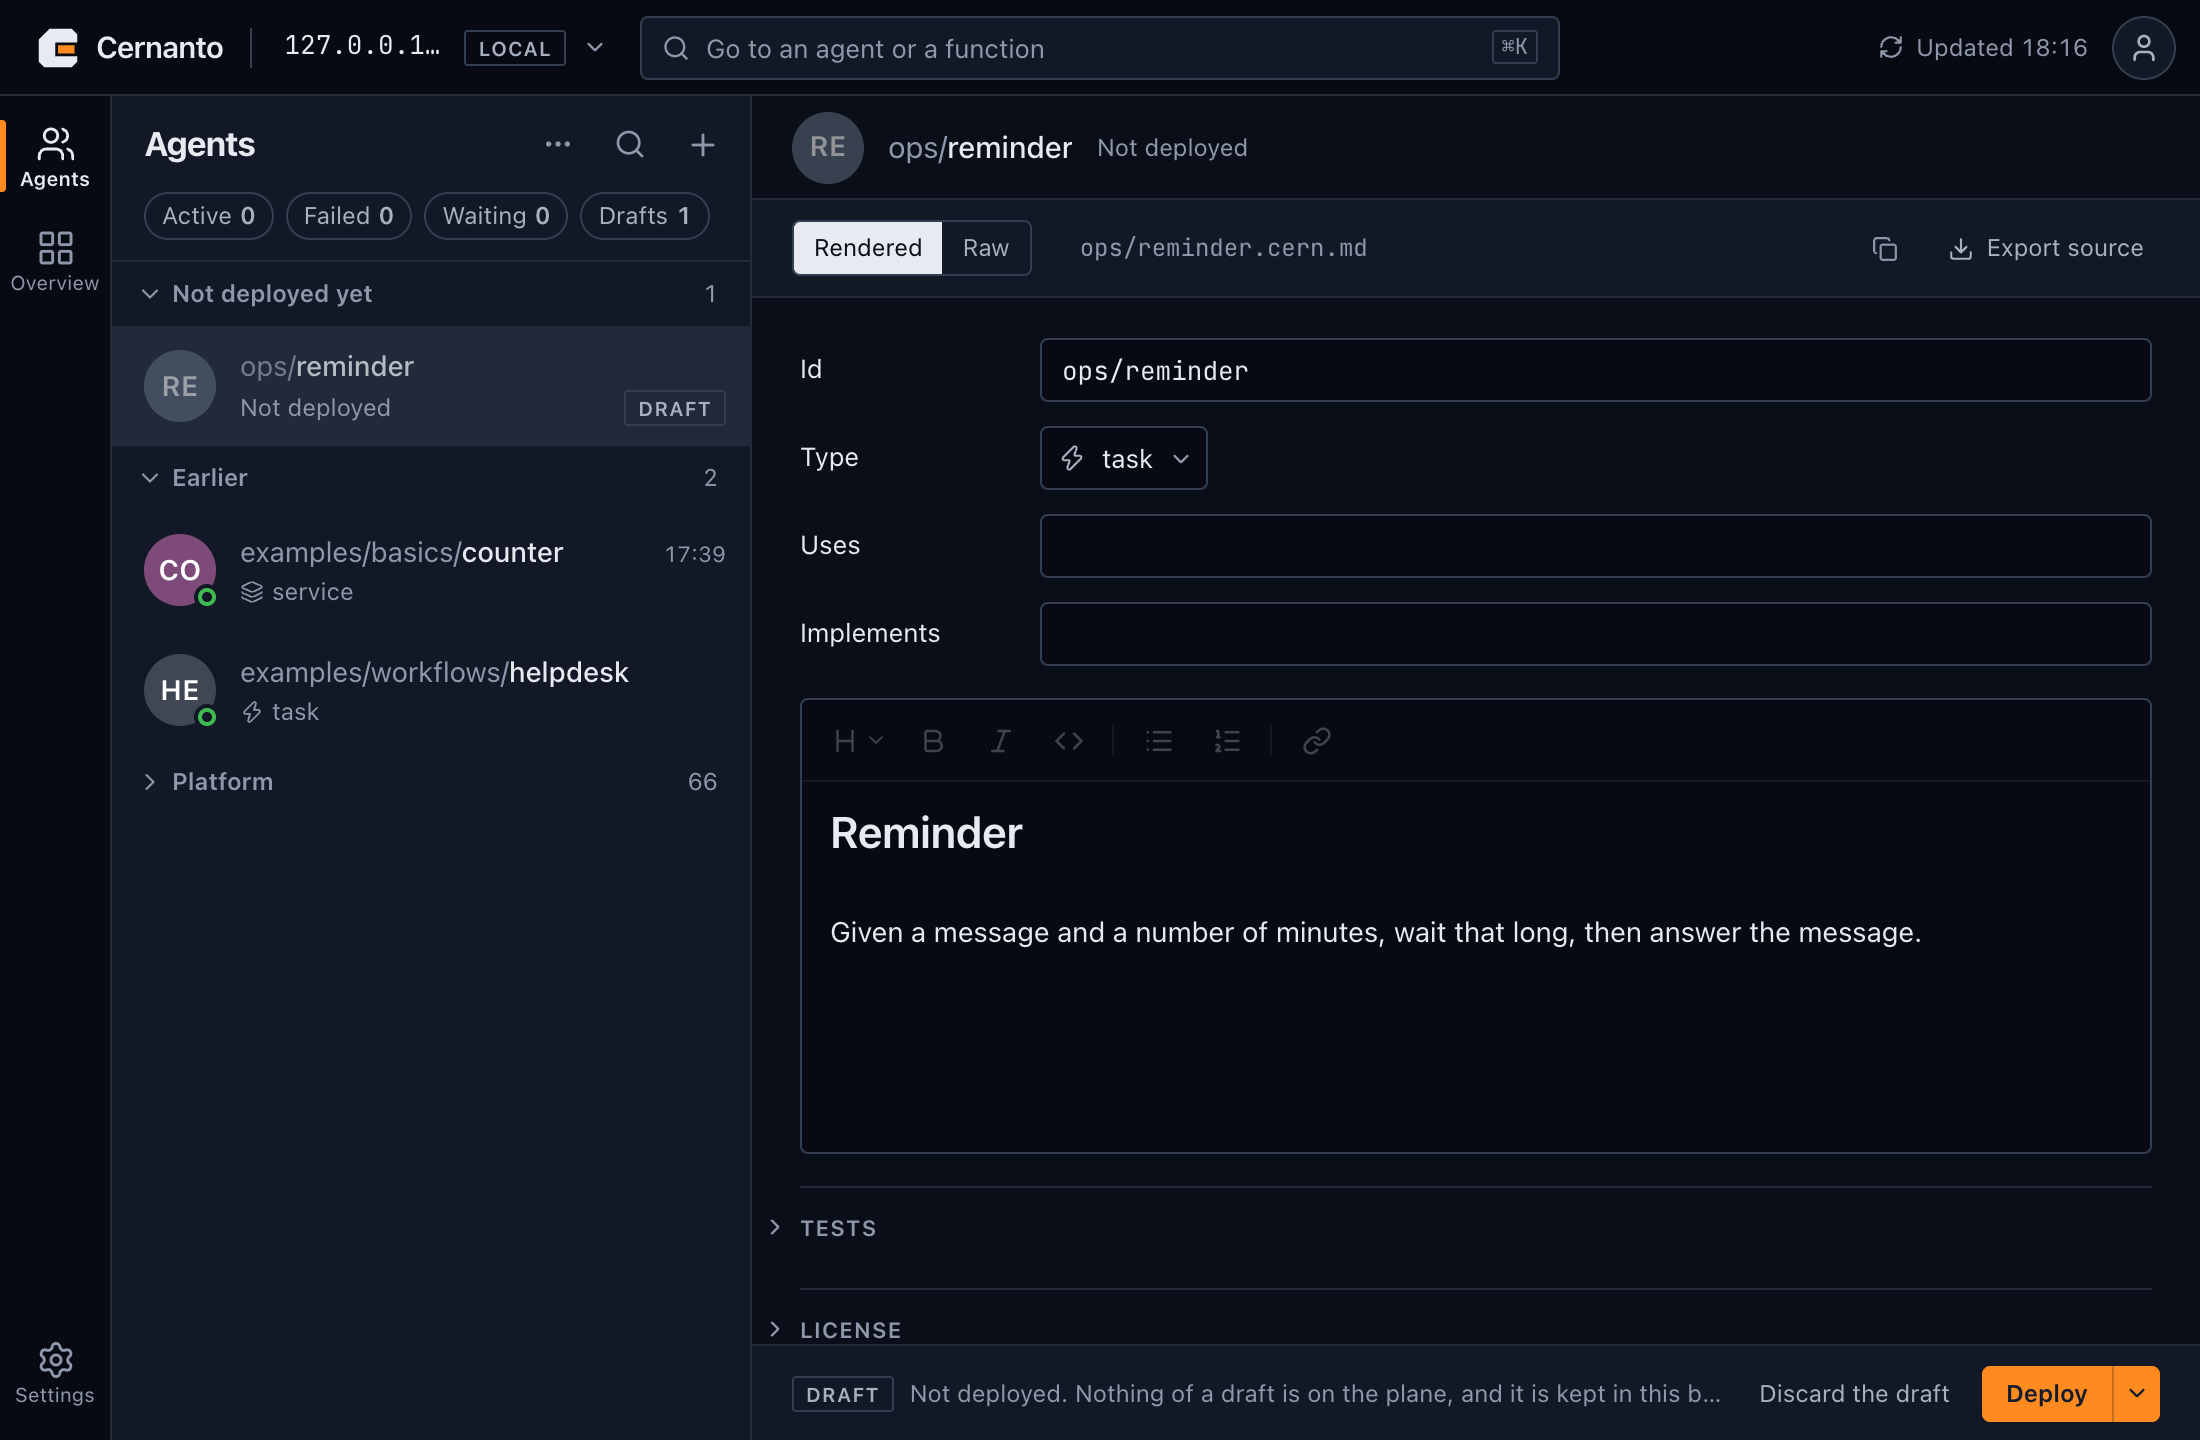 Cernanto
127.0.0.1…
LOCAL
Go to an agent or a function
⌘K
Updated 18:16
Agents
Overview
Settings
Agents
Active 0
Failed 0
Waiting 0
Drafts 1
Not deployed yet
1
RE
ops/reminder
Not deployed
DRAFT
Earlier
2
CO
examples/basics/counter
17:39
service
HE
examples/workflows/helpdesk
task
Platform
66
RE
ops/reminder
Not deployed
Rendered
Raw
ops/reminder.cern.md
Export source
Id
ops/reminder
Type
task
Uses
Implements
H
B
I
Reminder
Given a message and a number of minutes, wait that long, then answer the message.
TESTS
LICENSE
DRAFT
Not deployed. Nothing of a draft is on the plane, and it is kept in this b…
Discard the draft
Deploy